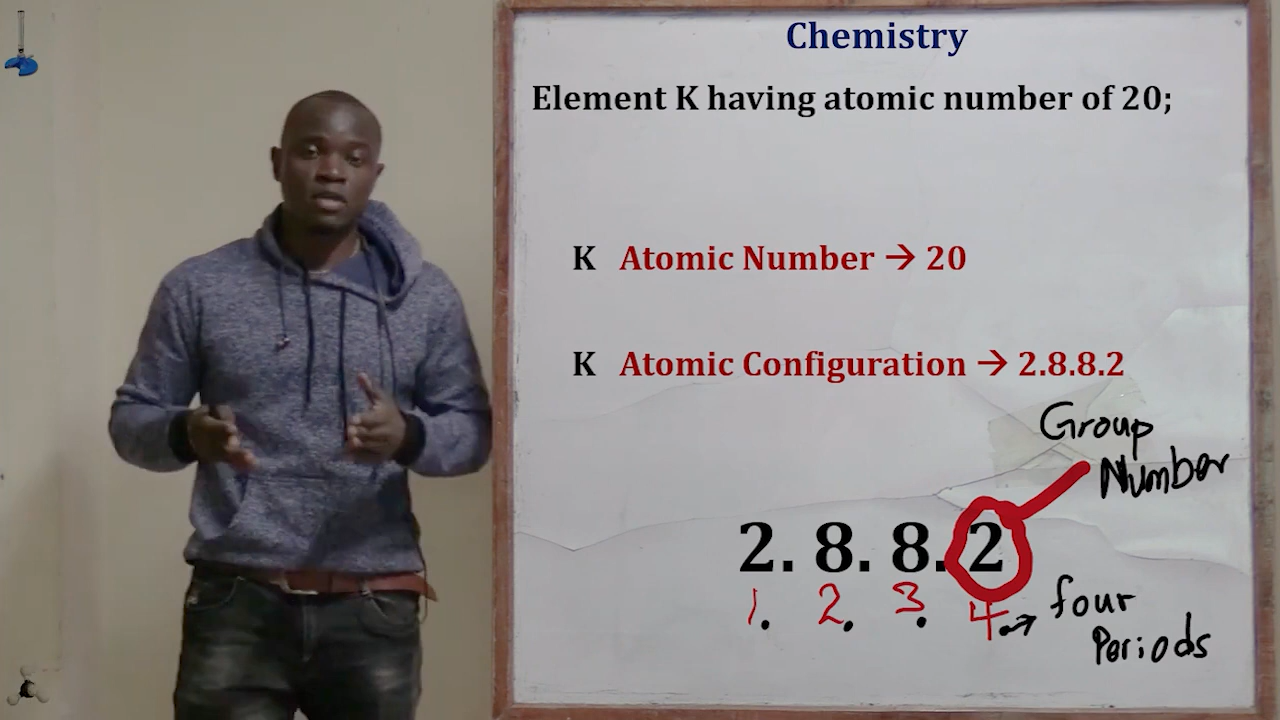 Chemistry
Element K having atomic number of 20;
K Atomic Number → 20
K Atomic Configuration → 2.8.8.2
Group
Number
2. 8. 8. 2
1. 2. 3. 4. → four
Periods